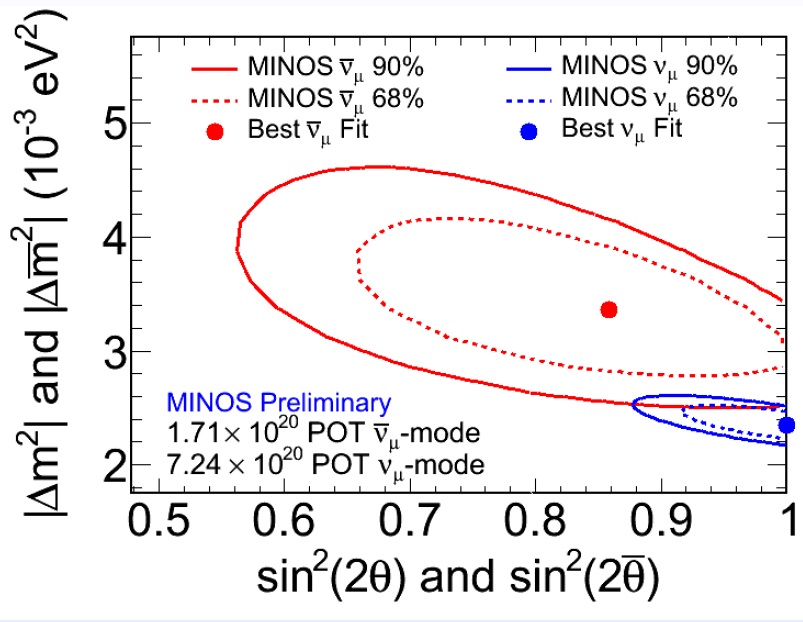 MINOS ν̅μ 90%
MINOS ν̅μ 68%
Best ν̅μ Fit
MINOS νμ 90%
MINOS νμ 68%
Best νμ Fit
|Δm²| and |Δm̅²| (10⁻³ eV²)
5
4
3
2
MINOS Preliminary
1.71× 10²⁰ POT ν̅μ-mode
7.24 × 10²⁰ POT νμ-mode
0.5 0.6 0.7 0.8 0.9 1
sin²(2θ) and sin²(2θ̅)